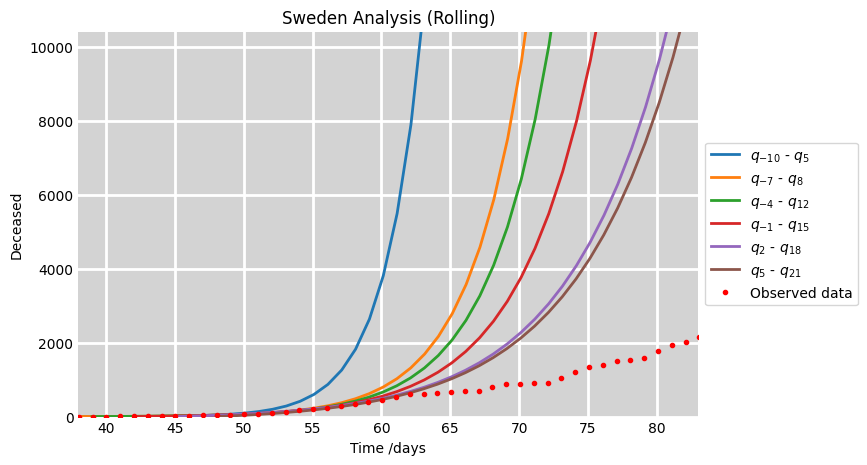 Sweden Analysis (Rolling)
10000
8000
6000
4000
2000
0
Deceased
40 45 50 55 60 65 70 75 80
Time /days
q₋₁₀ - q₅
q₋₇ - q₈
q₋₄ - q₁₂
q₋₁ - q₁₅
q₂ - q₁₈
q₅ - q₂₁
Observed data